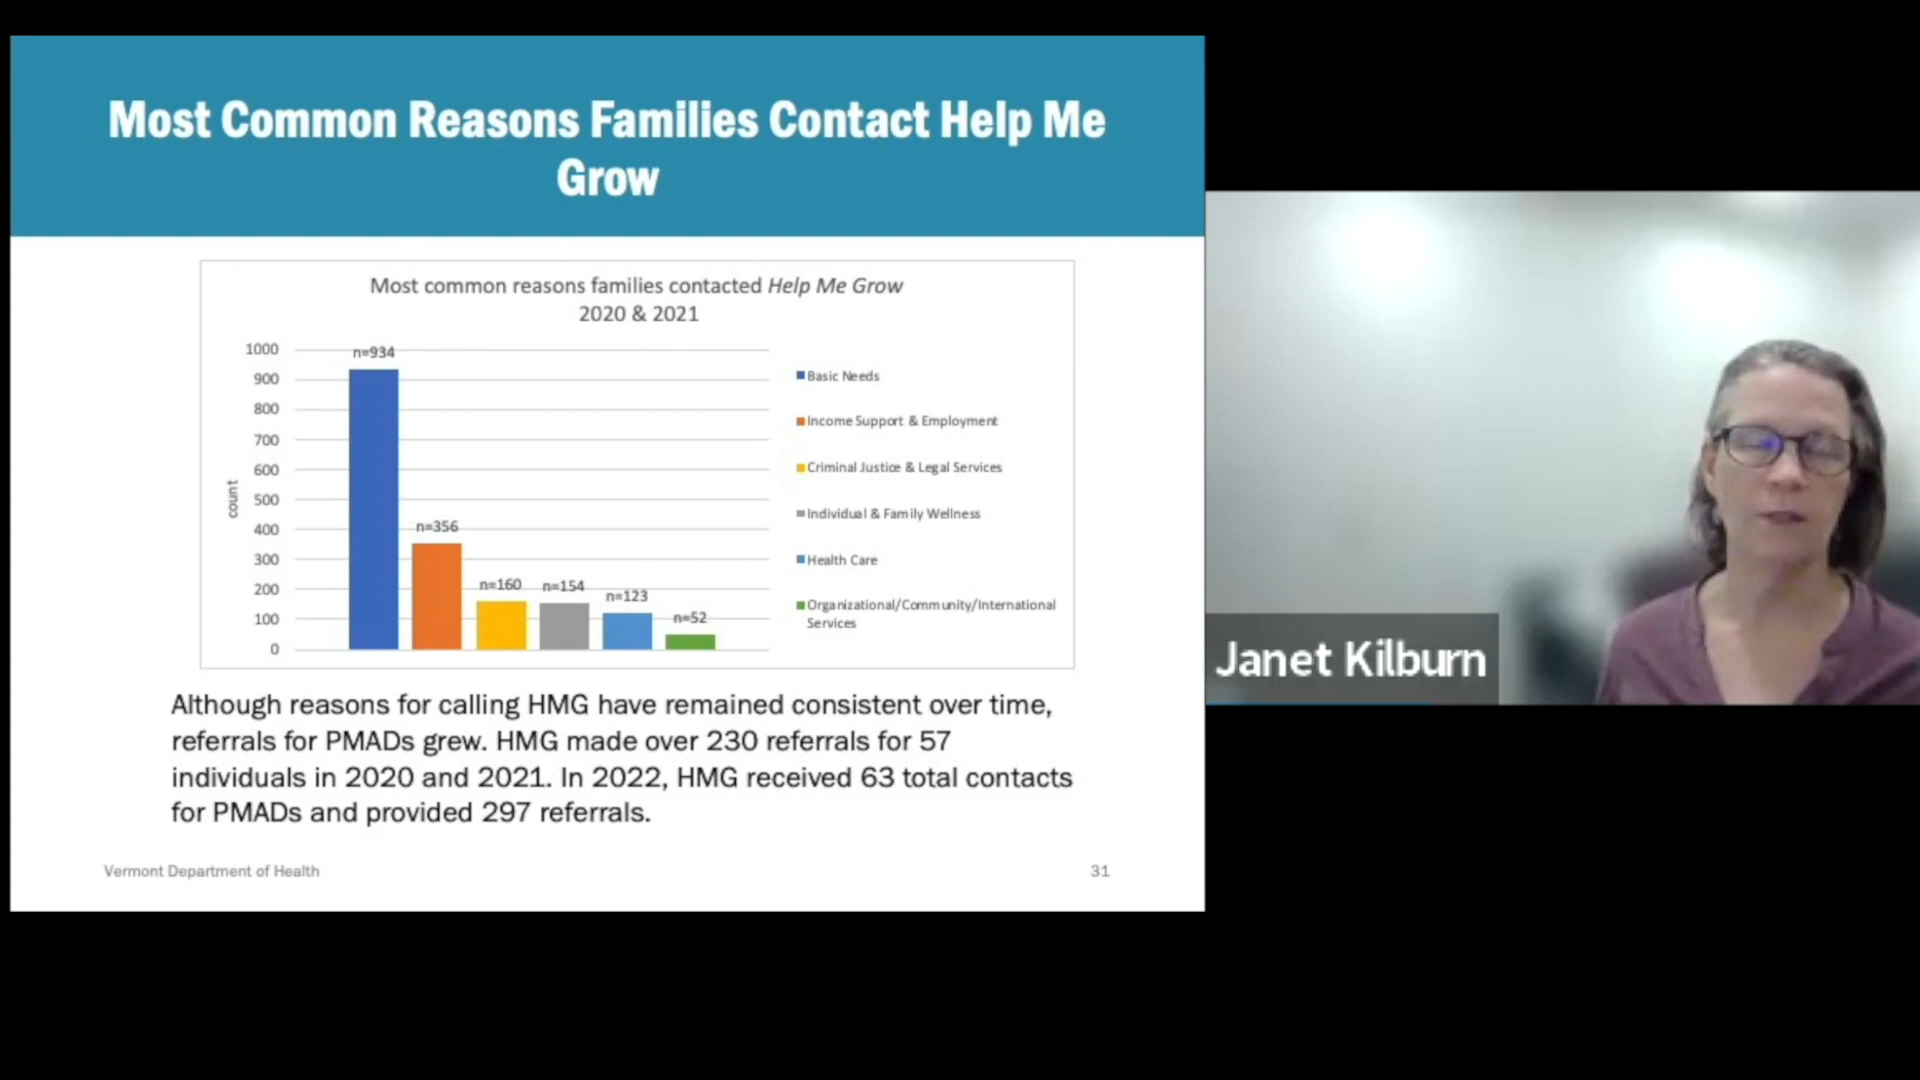 Most Common Reasons Families Contact Help Me
Grow
Most common reasons families contacted Help Me Grow
2020 & 2021
1000
900
800
700
600
500
400
300
200
100
0
count
n=934
n=356
n=160
n=154
n=123
n=52
Basic Needs
Income Support & Employment
Criminal Justice & Legal Services
Individual & Family Wellness
Health Care
Organizational/Community/International
Services
Although reasons for calling HMG have remained consistent over time,
referrals for PMADs grew. HMG made over 230 referrals for 57
individuals in 2020 and 2021. In 2022, HMG received 63 total contacts
for PMADs and provided 297 referrals.
Vermont Department of Health
31
Janet Kilburn